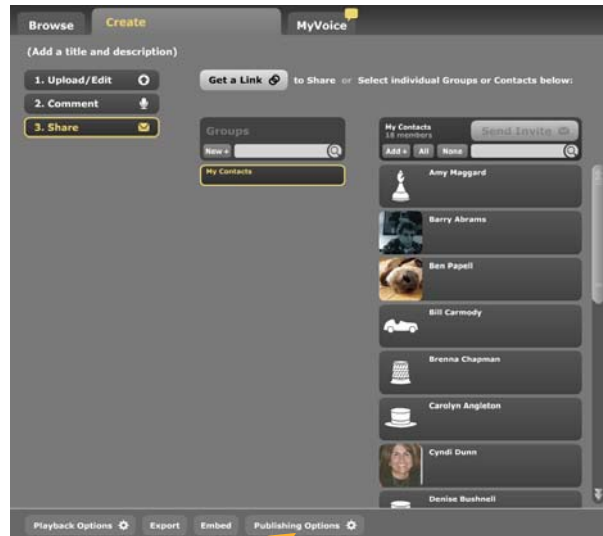 Browse
Create
MyVoice
(Add a title and description)
1. Upload/Edit
Get a Link to Share or Select individual Groups or Contacts below:
2. Comment
3. Share
Groups
New +
My Contacts
My Contacts
18 members
Send Invite
Add +
All
None
Amy Maggard
Barry Abrams
Ben Papell
Bill Carmody
Brenna Chapman
Carolyn Angleton
Cyndi Dunn
Denise Bushnell
Playback Options
Export
Embed
Publishing Options